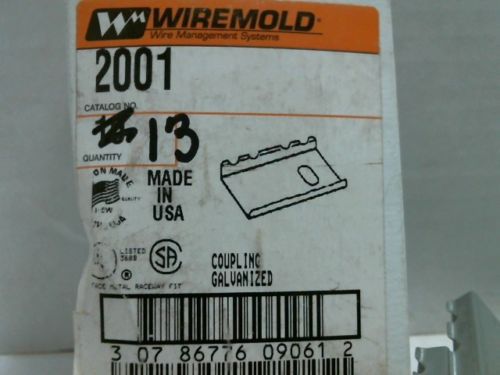 WIREMOLD®
Wire Management Systems
2001
CATALOG NO.
13
QUANTITY
MADE
IN
USA
LISTED
®
COUPLING
GALVANIZED
3 07 86776 09061 2